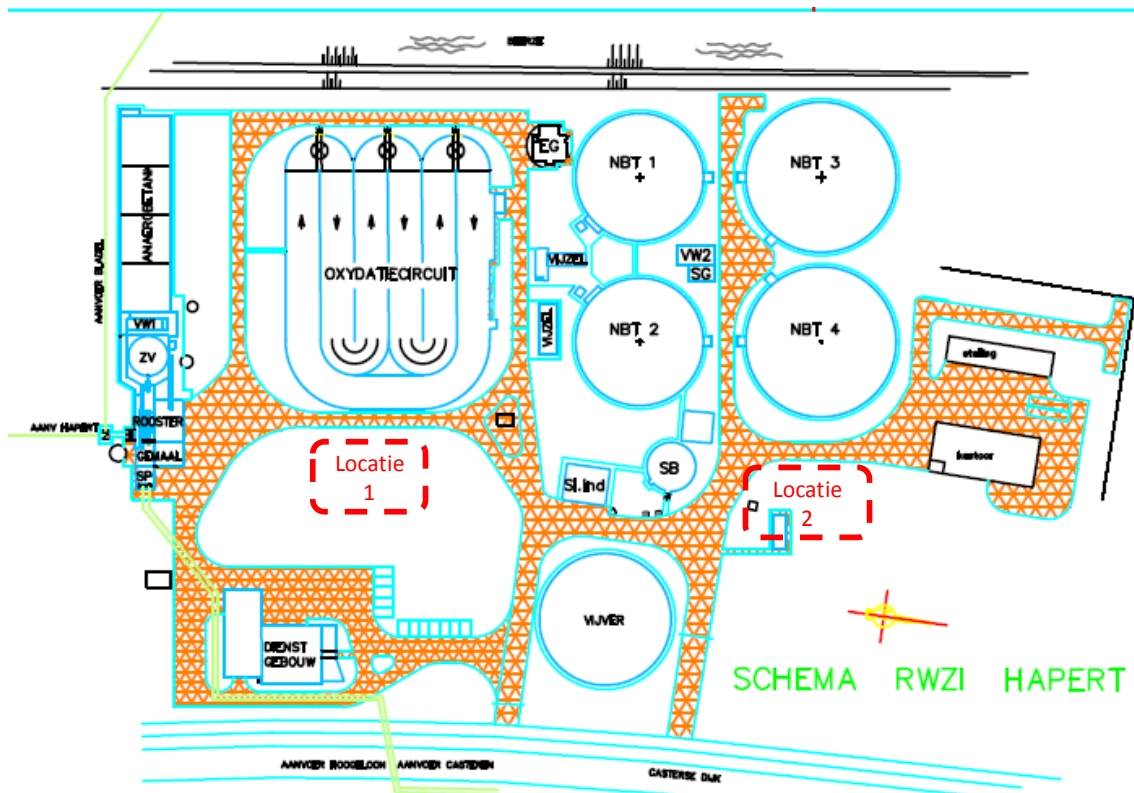 BEERZE
EG
NBT 1
NBT 3
ANAEROBETANK
AANVOER BLADEL
OXYDATIECIRCUIT
VIJZEL
VW2
SG
VW1
ZV
VIJZEL
NBT 2
NBT 4
stalling
AANV HAPERT
ROOSTER
GEMAAL
SP
kantoor
Locatie
1
Sl.ind
SB
Locatie
2
DIENST
GEBOUW
VIJVER
SCHEMA RWZI HAPERT
AANVOER HOOGELOON
AANVOER CASTEREN
CASTERSE DIJK